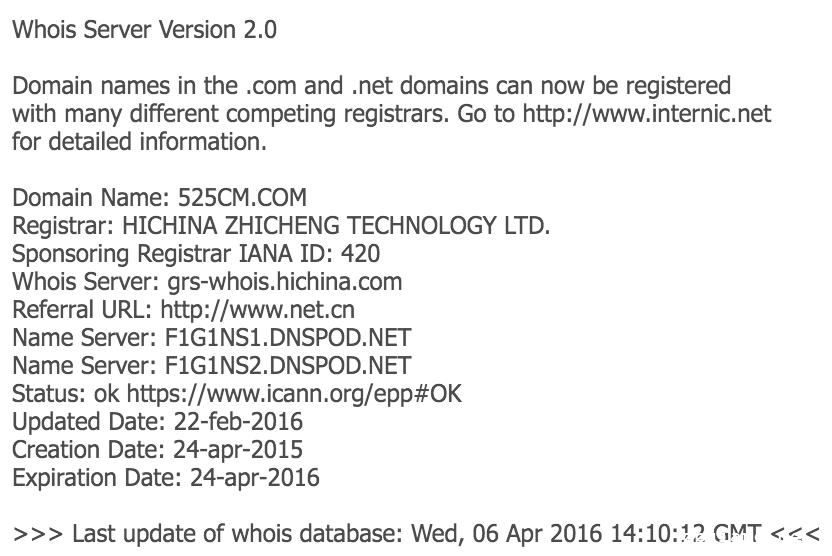 Whois Server Version 2.0
Domain names in the .com and .net domains can now be registered
with many different competing registrars. Go to http://www.internic.net
for detailed information.
Domain Name: 525CM.COM
Registrar: HICHINA ZHICHENG TECHNOLOGY LTD.
Sponsoring Registrar IANA ID: 420
Whois Server: grs-whois.hichina.com
Referral URL: http://www.net.cn
Name Server: F1G1NS1.DNSPOD.NET
Name Server: F1G1NS2.DNSPOD.NET
Status: ok https://www.icann.org/epp#OK
Updated Date: 22-feb-2016
Creation Date: 24-apr-2015
Expiration Date: 24-apr-2016
>>> Last update of whois database: Wed, 06 Apr 2016 14:10:12 GMT <<<